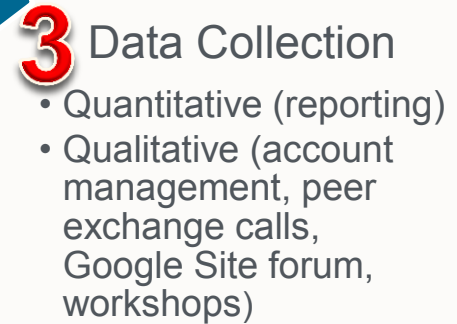 3 Data Collection
• Quantitative (reporting)
• Qualitative (account
management, peer
exchange calls,
Google Site forum,
workshops)